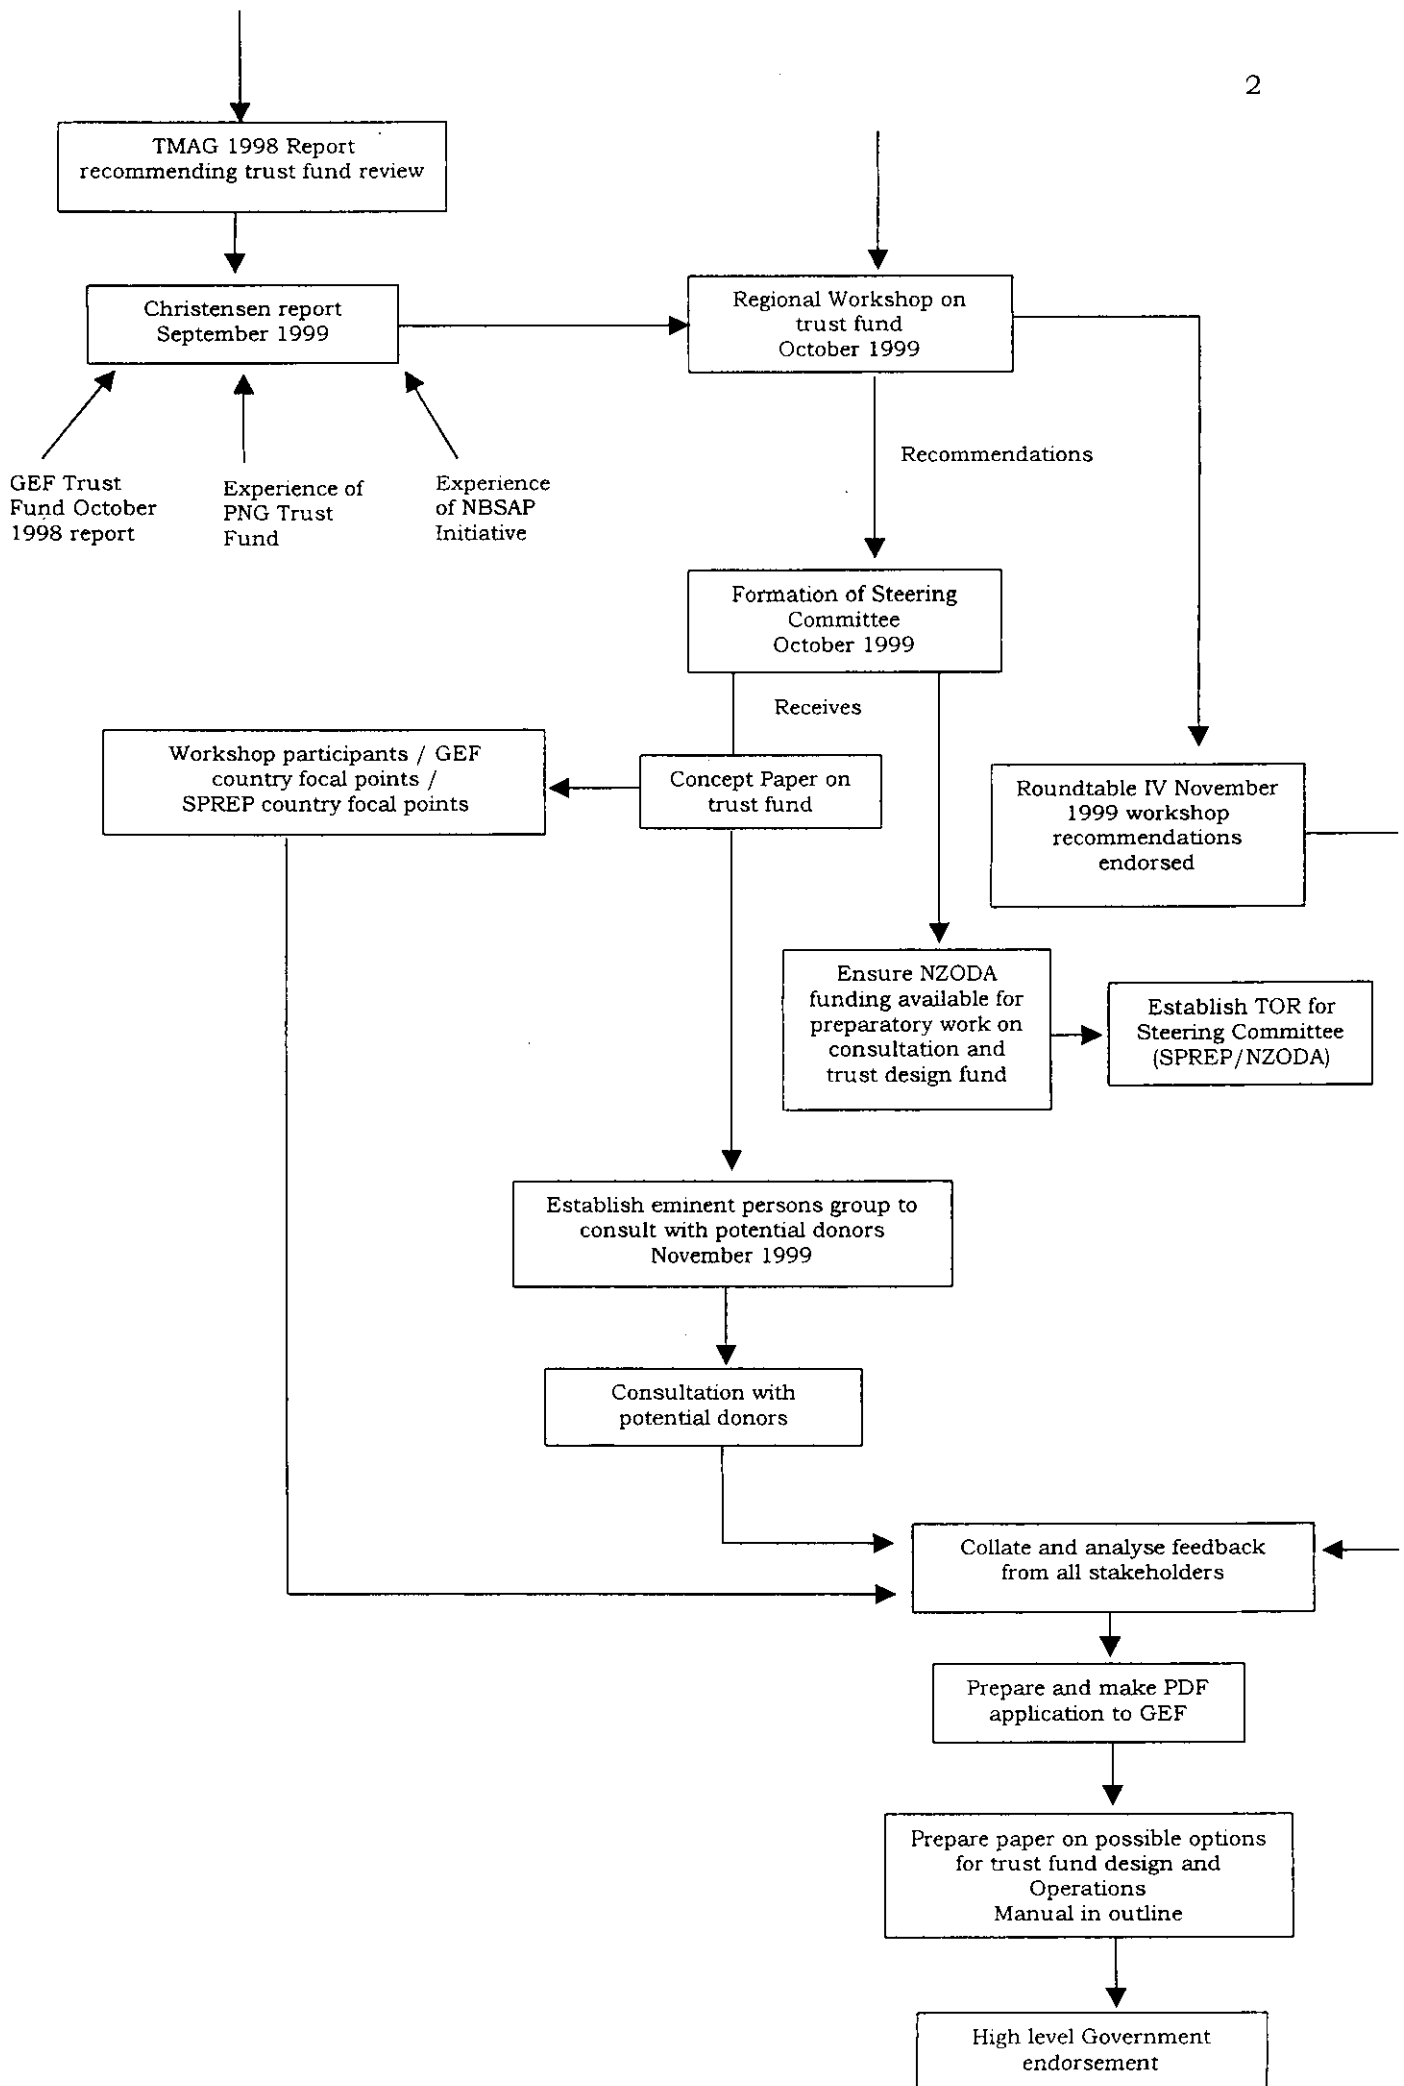 2
TMAG 1998 Report
recommending trust fund review
Christensen report
September 1999
Regional Workshop on
trust fund
October 1999
GEF Trust
Fund October
1998 report
Experience of
PNG Trust
Fund
Experience
of NBSAP
Initiative
Recommendations
Formation of Steering
Committee
October 1999
Receives
Workshop participants / GEF
country focal points /
SPREP country focal points
Concept Paper on
trust fund
Roundtable IV November
1999 workshop
recommendations
endorsed
Ensure NZODA
funding available for
preparatory work on
consultation and
trust design fund
Establish TOR for
Steering Committee
(SPREP/NZODA)
Establish eminent persons group to
consult with potential donors
November 1999
Consultation with
potential donors
Collate and analyse feedback
from all stakeholders
Prepare and make PDF
application to GEF
Prepare paper on possible options
for trust fund design and
Operations
Manual in outline
High level Government
endorsement